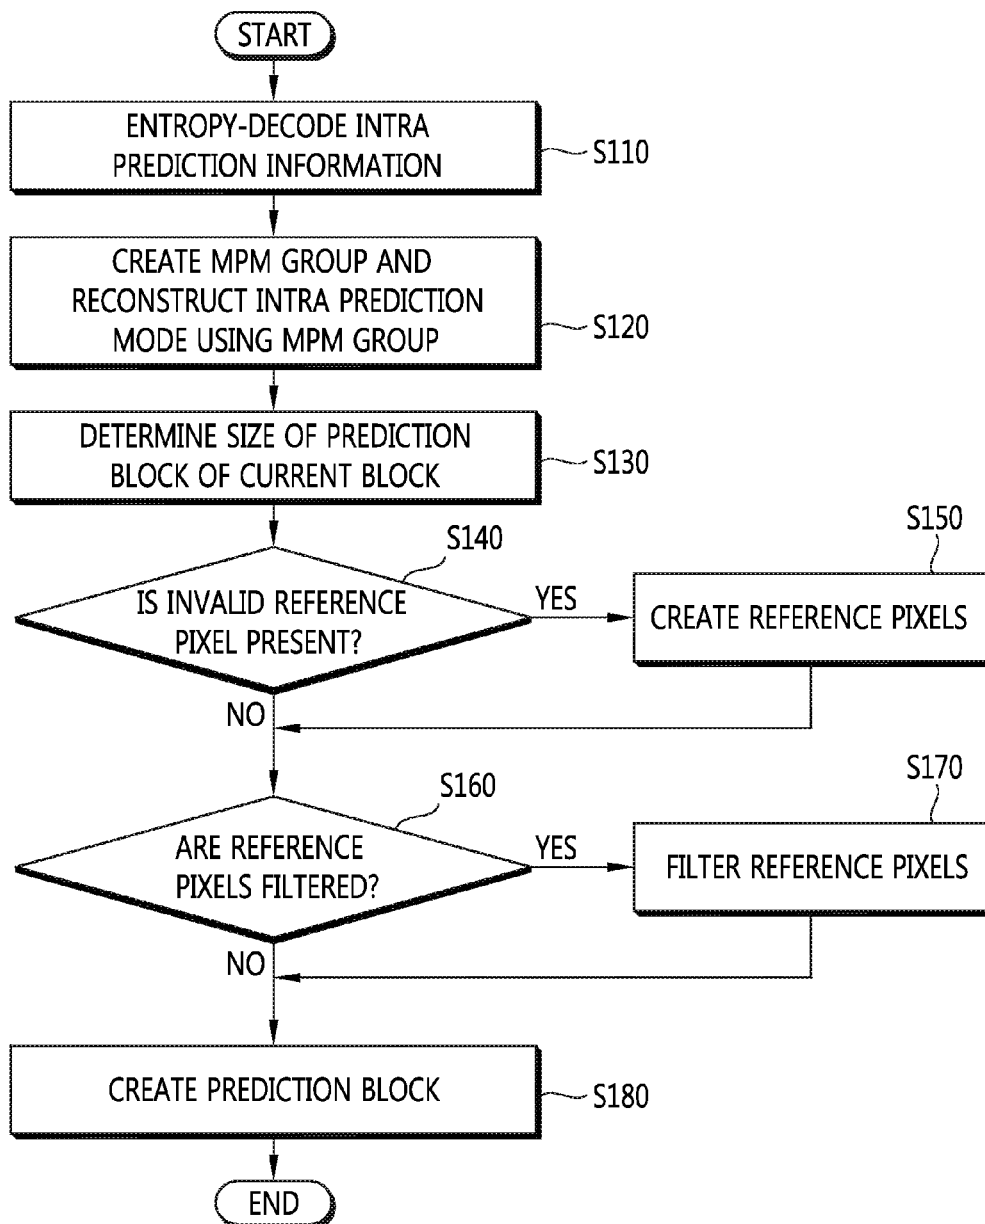 START
ENTROPY-DECODE INTRA
PREDICTION INFORMATION
S110
CREATE MPM GROUP AND
RECONSTRUCT INTRA PREDICTION
MODE USING MPM GROUP
S120
DETERMINE SIZE OF PREDICTION
BLOCK OF CURRENT BLOCK
S130
S140
IS INVALID REFERENCE
PIXEL PRESENT?
YES
S150
CREATE REFERENCE PIXELS
NO
S160
ARE REFERENCE
PIXELS FILTERED?
YES
S170
FILTER REFERENCE PIXELS
NO
CREATE PREDICTION BLOCK
S180
END